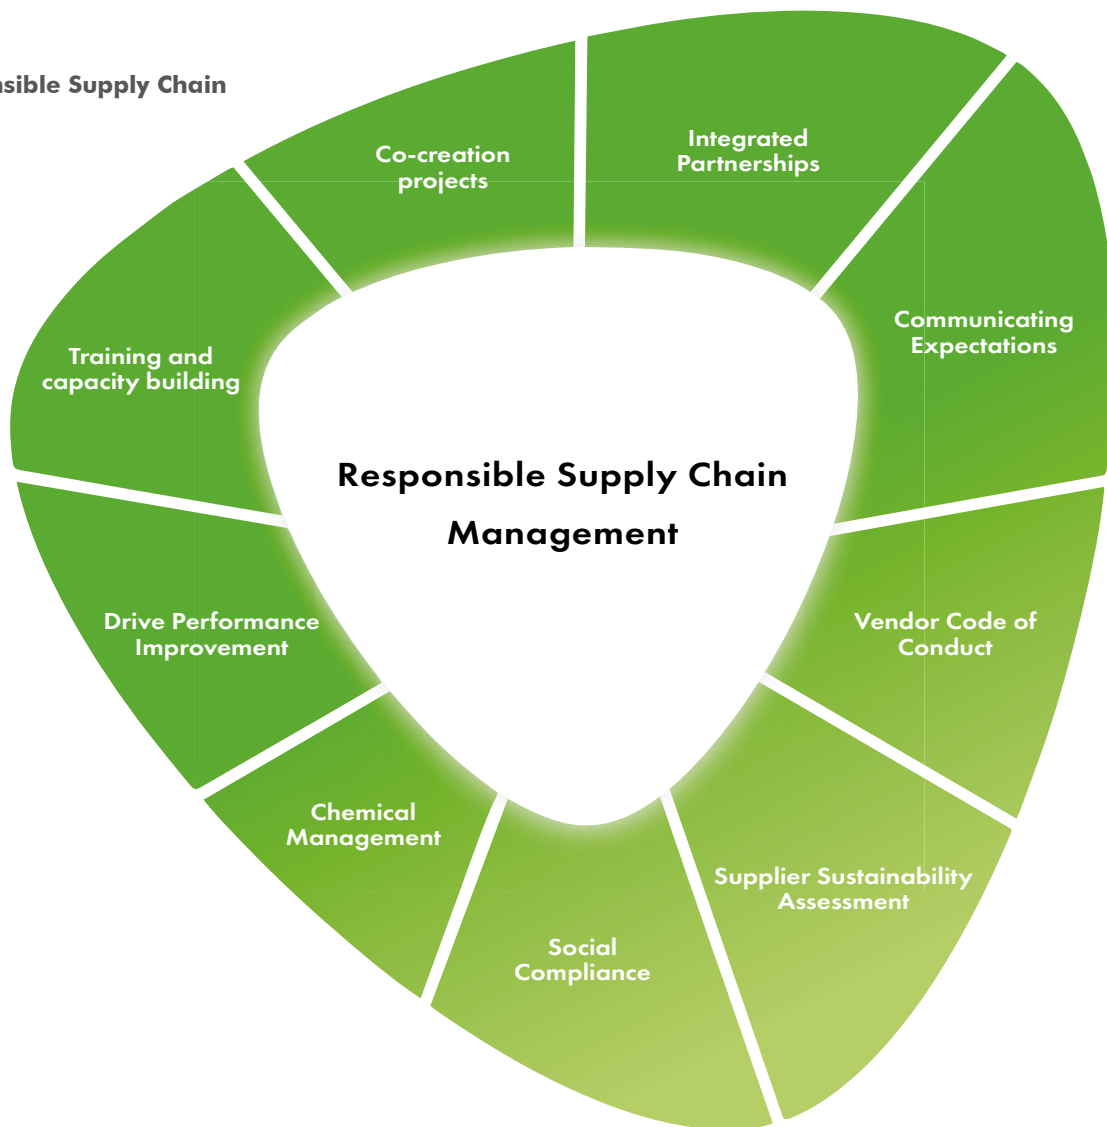 Supply Chain
Co-creation
projects
Integrated
Partnerships
Communicating
Expectations
Training and
capacity building
Responsible Supply Chain
Management
Drive Performance
Improvement
Vendor Code of
Conduct
Chemical
Management
Supplier Sustainability
Assessment
Social
Compliance